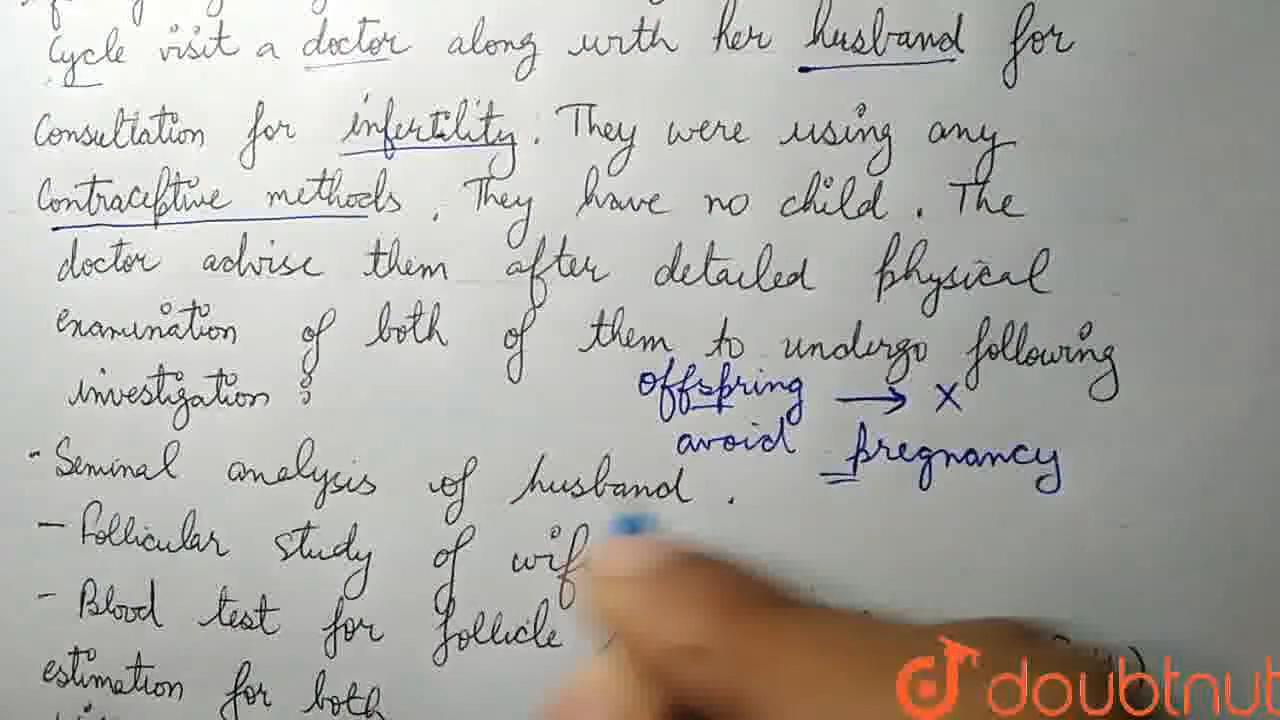 Cycle visit a doctor along with her husband for
Consultation for infertility. They were using any
Contraceptive methods. They have no child. The
doctor advise them after detailed physical
examination of both of them to undergo following
investigation :
offspring → ×
avoid pregnancy
- Seminal analysis of husband.
- Follicular study of wif
- Blood test for follicle
estimation for both
doubtnut